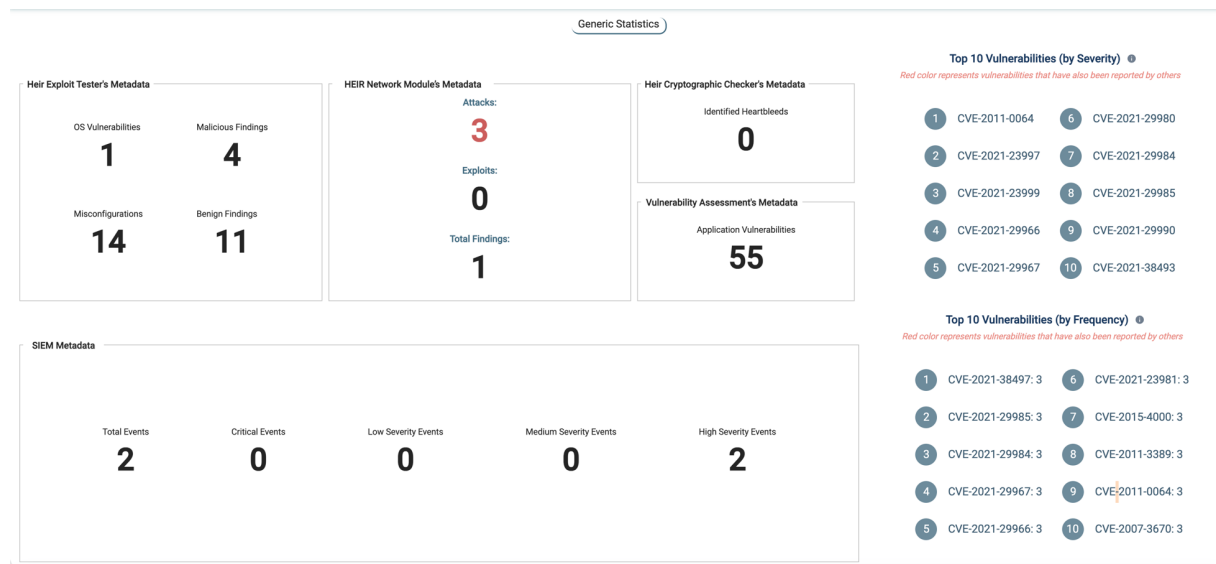 Generic Statistics
Heir Exploit Tester's Metadata
OS Vulnerabilities
1
Malicious Findings
4
Misconfigurations
14
Benign Findings
11
HEIR Network Module's Metadata
Attacks:
3
Exploits:
0
Total Findings:
1
Heir Cryptographic Checker's Metadata
Identified Heartbleeds
0
Vulnerability Assessment's Metadata
Application Vulnerabilities
55
SIEM Metadata
Total Events
2
Critical Events
0
Low Severity Events
0
Medium Severity Events
0
High Severity Events
2
Top 10 Vulnerabilities (by Severity)
Red color represents vulnerabilities that have also been reported by others
1 CVE-2011-0064
2 CVE-2021-23997
3 CVE-2021-23999
4 CVE-2021-29966
5 CVE-2021-29967
6 CVE-2021-29980
7 CVE-2021-29984
8 CVE-2021-29985
9 CVE-2021-29990
10 CVE-2021-38493
Top 10 Vulnerabilities (by Frequency)
Red color represents vulnerabilities that have also been reported by others
1 CVE-2021-38497: 3
2 CVE-2021-29985: 3
3 CVE-2021-29984: 3
4 CVE-2021-29967: 3
5 CVE-2021-29966: 3
6 CVE-2021-23981: 3
7 CVE-2015-4000: 3
8 CVE-2011-3389: 3
9 CVE-2011-0064: 3
10 CVE-2007-3670: 3